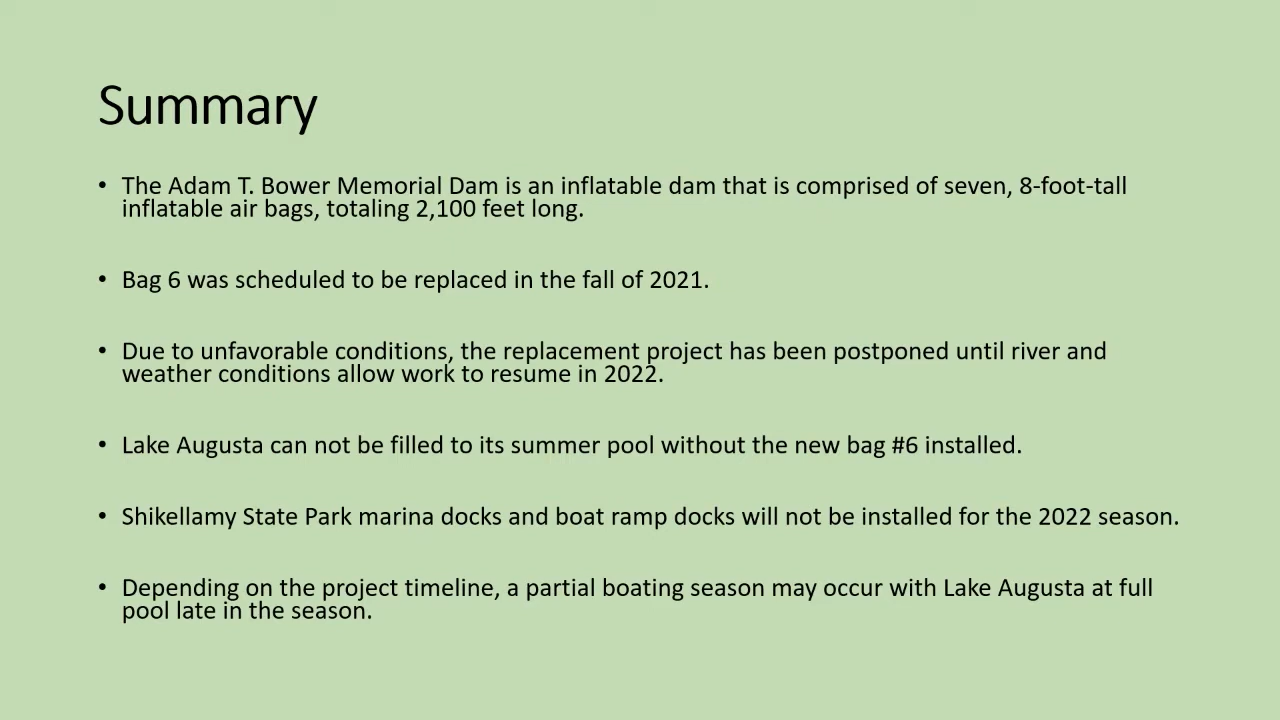 Summary
• The Adam T. Bower Memorial Dam is an inflatable dam that is comprised of seven, 8-foot-tall
inflatable air bags, totaling 2,100 feet long.
• Bag 6 was scheduled to be replaced in the fall of 2021.
• Due to unfavorable conditions, the replacement project has been postponed until river and
weather conditions allow work to resume in 2022.
• Lake Augusta can not be filled to its summer pool without the new bag #6 installed.
• Shikellamy State Park marina docks and boat ramp docks will not be installed for the 2022 season.
• Depending on the project timeline, a partial boating season may occur with Lake Augusta at full
pool late in the season.